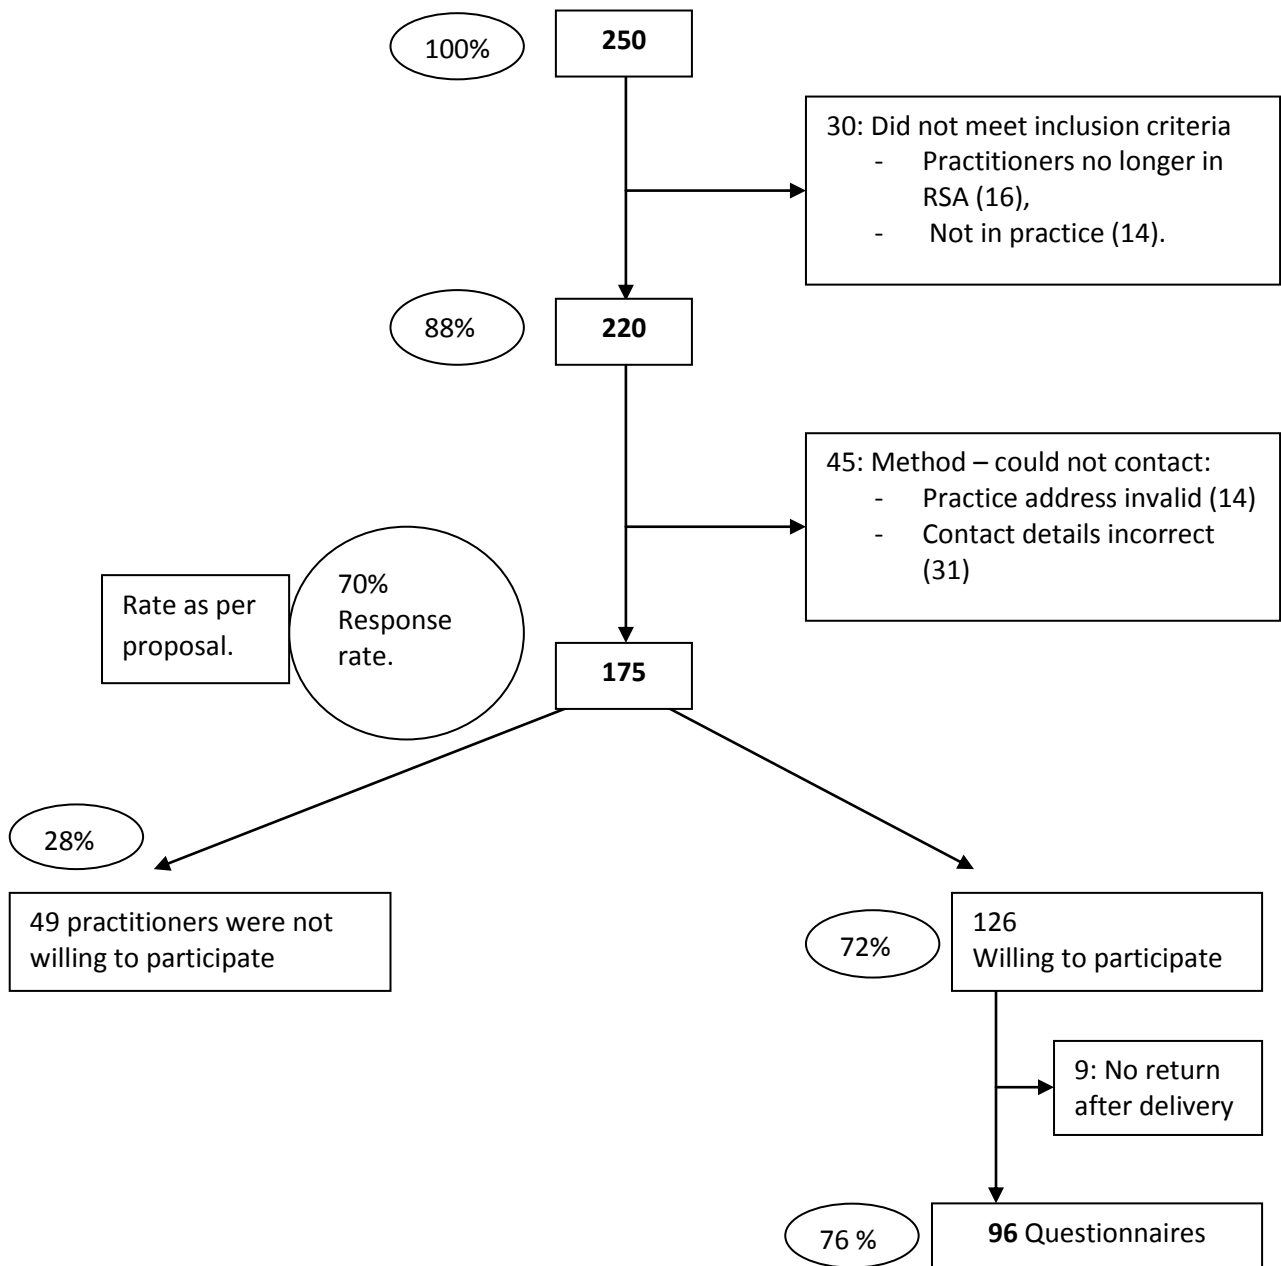 100%
250
30: Did not meet inclusion criteria
- Practitioners no longer in
RSA (16),
- Not in practice (14).
88%
220
45: Method – could not contact:
- Practice address invalid (14)
- Contact details incorrect
(31)
Rate as per
proposal.
70%
Response
rate.
175
28%
49 practitioners were not
willing to participate
72%
126
Willing to participate
9: No return
after delivery
76 %
96 Questionnaires